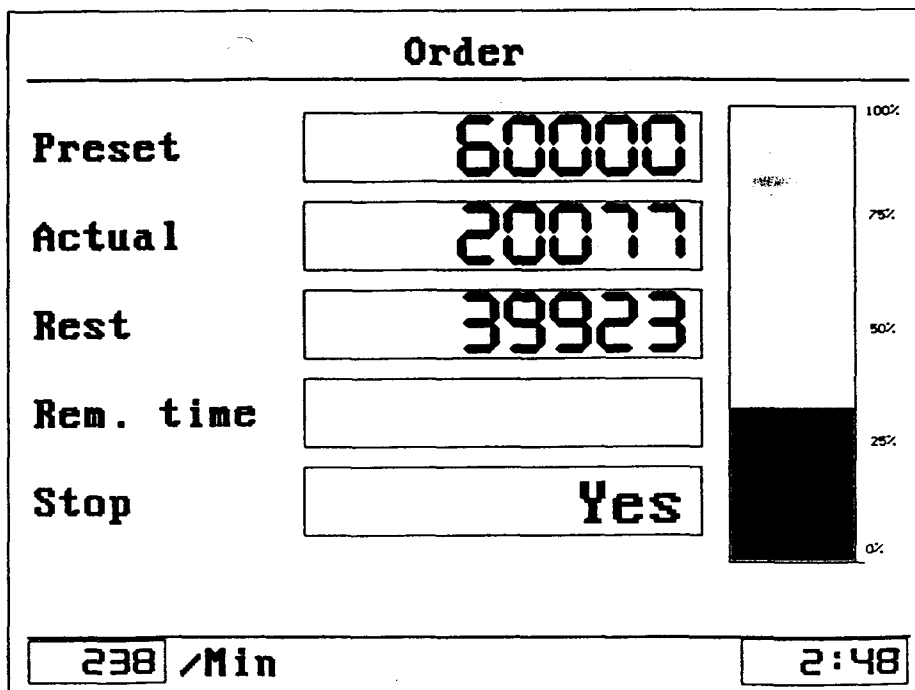 Order
Preset 60000
100%
Actual 20077
75%
Rest 39923
50%
Rem. time
25%
Stop Yes
0%
238 /Min 2:48